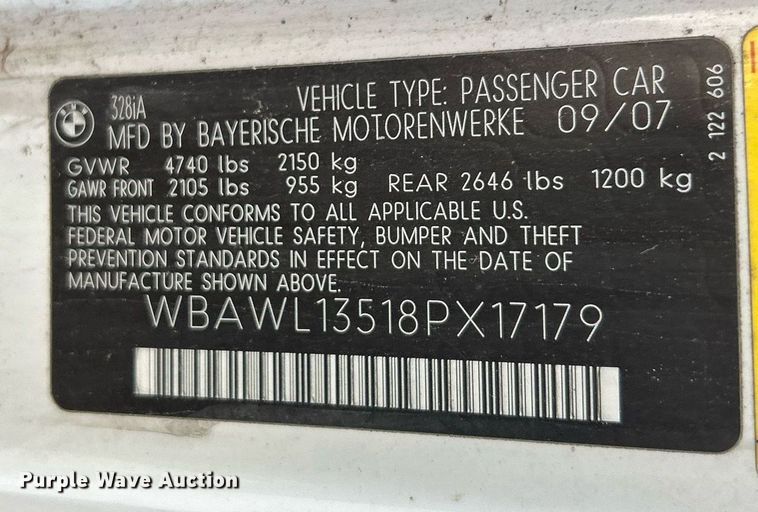 BMW
328iA
VEHICLE TYPE: PASSENGER CAR
MFD BY BAYERISCHE MOTORENWERKE 09/07
GVWR 4740 lbs 2150 kg
GAWR FRONT 2105 lbs 955 kg REAR 2646 lbs 1200 kg
THIS VEHICLE CONFORMS TO ALL APPLICABLE U.S.
FEDERAL MOTOR VEHICLE SAFETY, BUMPER AND THEFT
PREVENTION STANDARDS IN EFFECT ON THE DATE OF
MANUFACTURE SHOWN ABOVE.
WBAWL13518PX17179
2 122 606
Purple Wave Auction